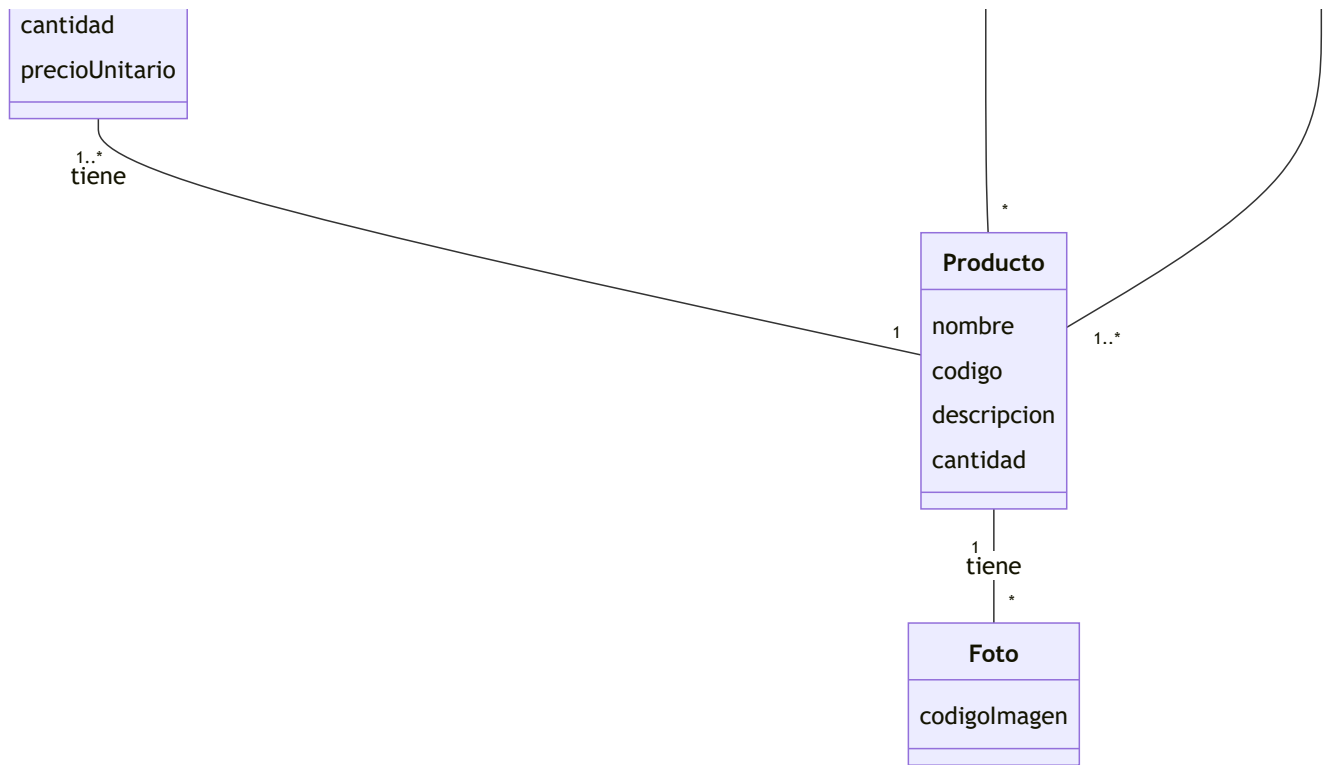 cantidad
precioUnitario
1..*
tiene
*
Producto
nombre
codigo
descripcion
cantidad
1
1..*
1
tiene
*
Foto
codigoImagen